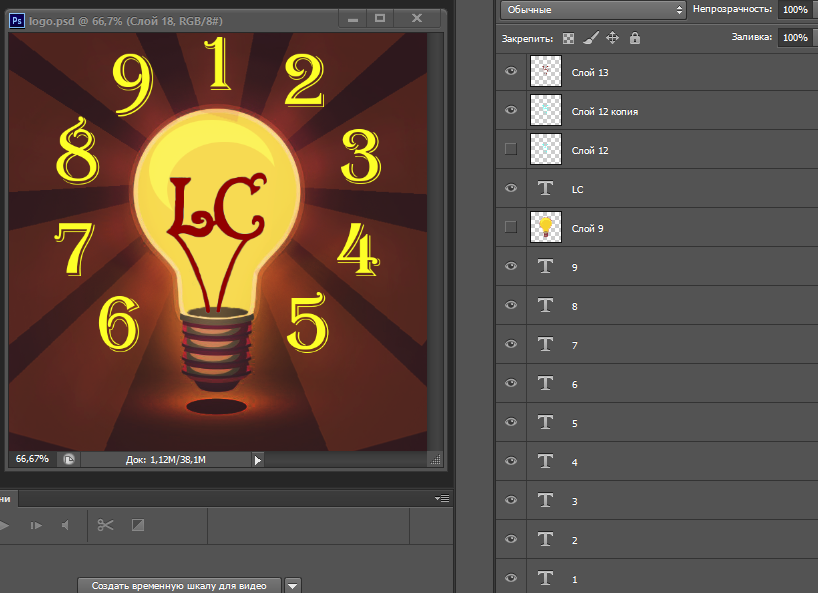 Ps logo.psd @ 66,7% (Слой 18, RGB/8#)
1
2
3
4
5
6
7
8
9
LC
66,67%
Док: 1,12M/38,1M
ни
Создать временную шкалу для видео
Обычные
Непрозрачность: 100%
Закрепить:
Заливка: 100%
Слой 13
Слой 12 копия
Слой 12
T LC
Слой 9
T 9
T 8
T 7
T 6
T 5
T 4
T 3
T 2
T 1